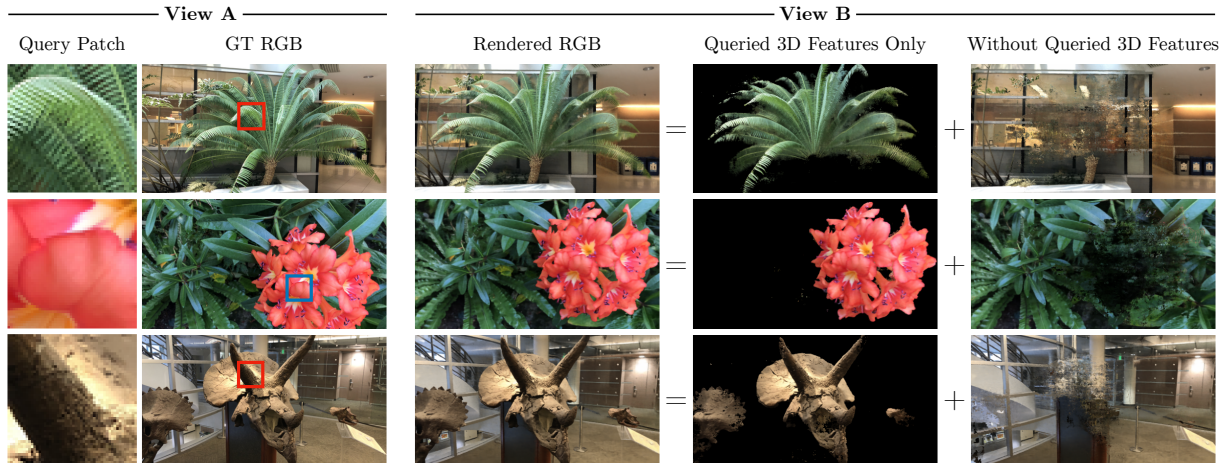 View A
View B
Query Patch
GT RGB
Rendered RGB
Queried 3D Features Only
Without Queried 3D Features
=
+
=
+
=
+